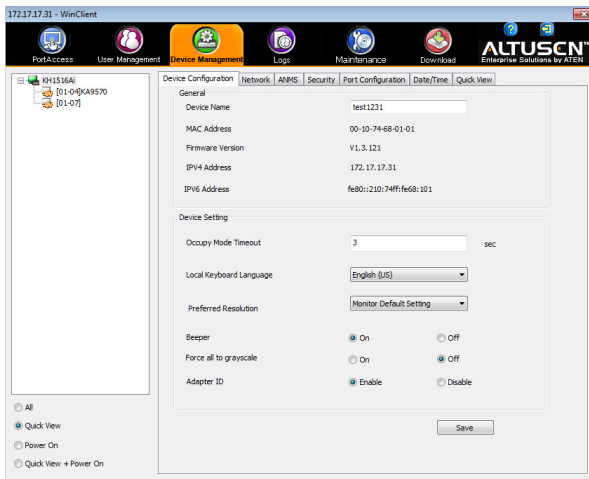 172.17.17.31 - WinClient
PortAccess User Management Device Management Logs Maintenance Download
ALTUSEN™
Enterprise Solutions by ATEN
KH1516Ai
[01-04]KA9570
[01-07]
Device Configuration Network ANMS Security Port Configuration Date/Time Quick View
General
Device Name test1231
MAC Address 00-10-74-68-01-01
Firmware Version V1.3.121
IPV4 Address 172.17.17.31
IPV6 Address fe80::210:74ff:fe68:101
Device Setting
Occupy Mode Timeout 3 sec
Local Keyboard Language English (US)
Preferred Resolution Monitor Default Setting
Beeper On Off
Force all to grayscale On Off
Adapter ID Enable Disable
Save
All
Quick View
Power On
Quick View + Power On